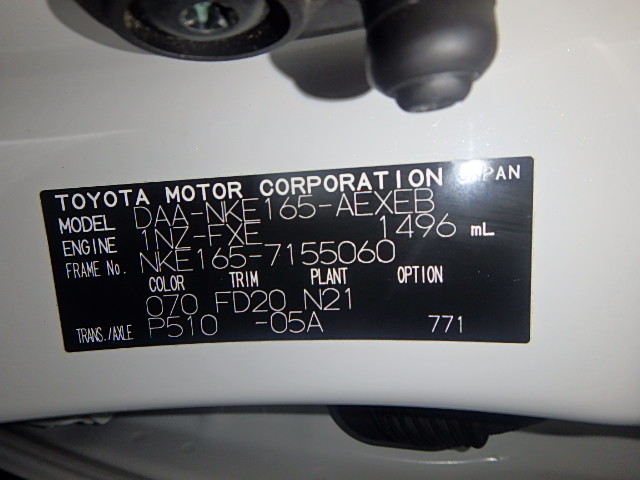 TOYOTA MOTOR CORPORATION JAPAN
MODEL DAA-NKE165-AEXEB
ENGINE 1NZ-FXE 1496 mL
FRAME No. NKE165-7155060
COLOR TRIM PLANT OPTION
070 FD20 N21
TRANS./AXLE P510 -05A 771